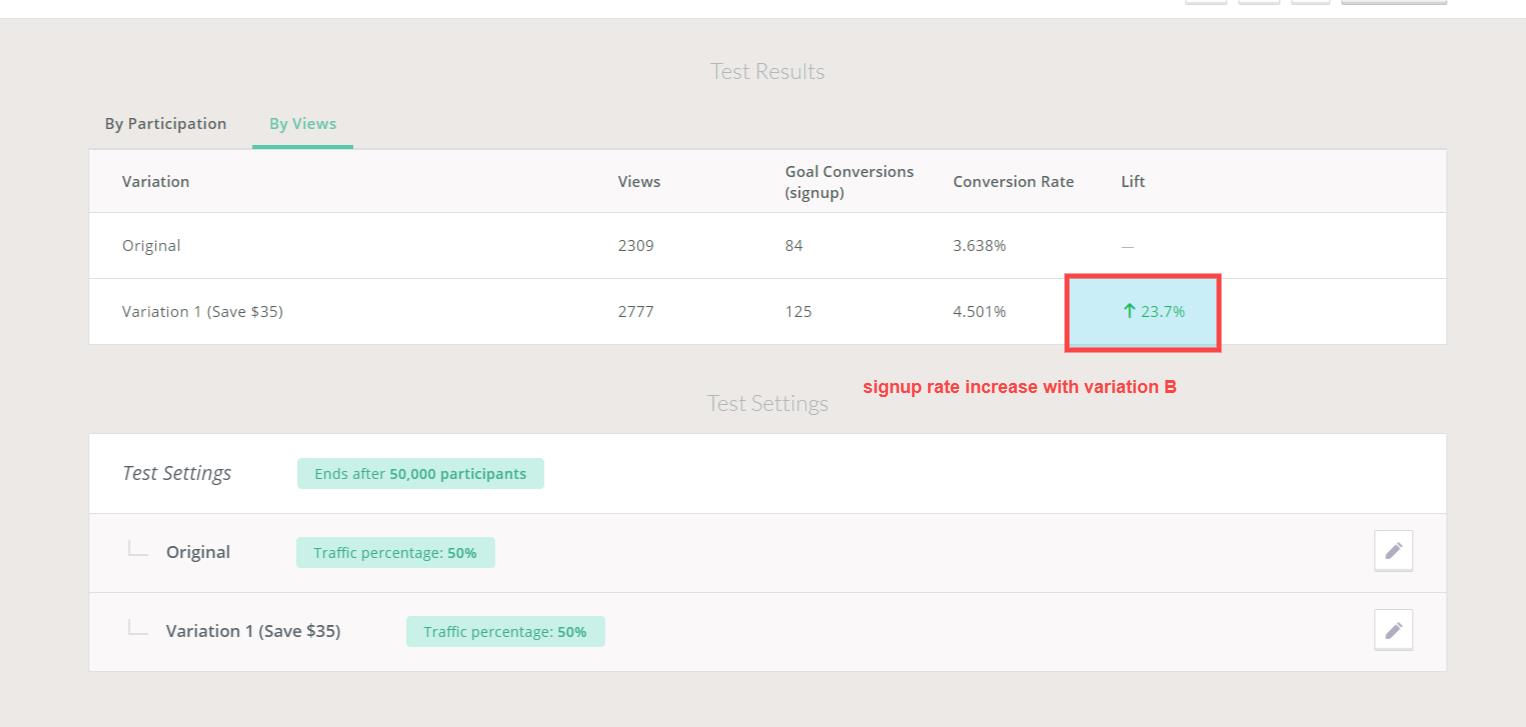 Test Results
By Participation By Views
Variation Views Goal Conversions (signup) Conversion Rate Lift
Original 2309 84 3.638% —
Variation 1 (Save $35) 2777 125 4.501% ↑ 23.7%
signup rate increase with variation B
Test Settings
Test Settings Ends after 50,000 participants
Original Traffic percentage: 50%
Variation 1 (Save $35) Traffic percentage: 50%